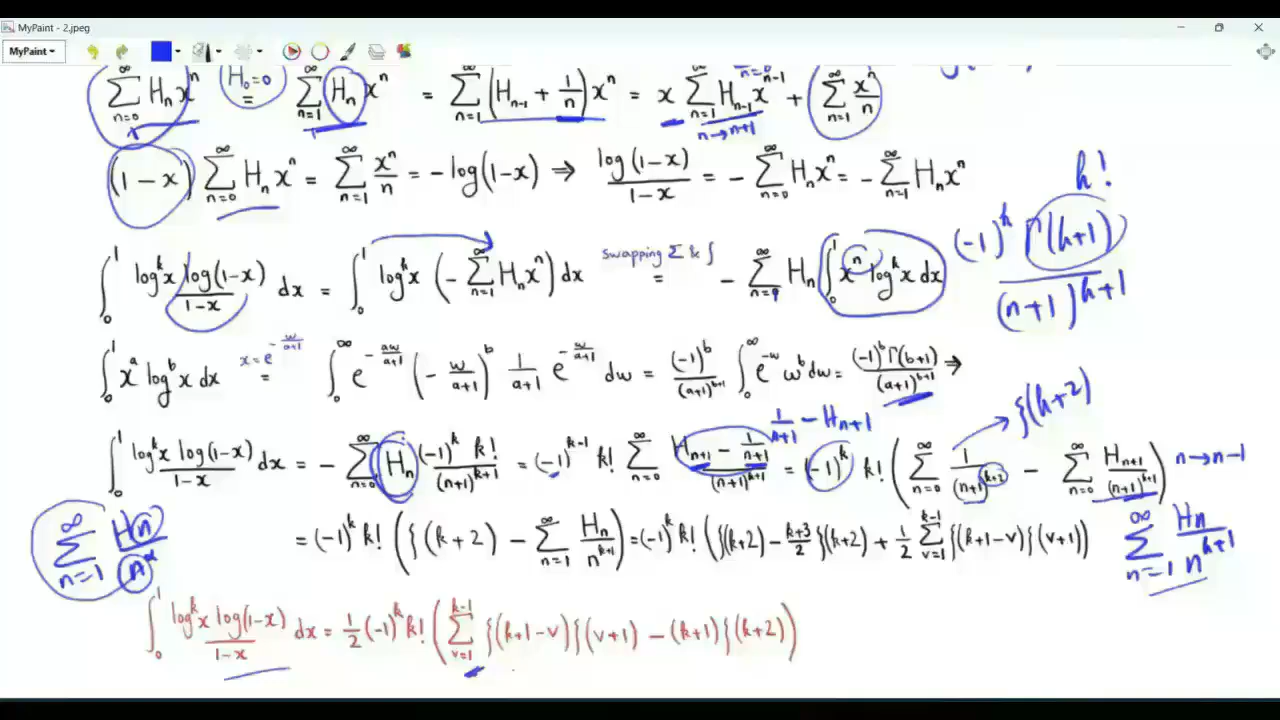 MyPaint - 2.jpeg
MyPaint
∑_{n=0}^{∞} H_n x^n =^{H_0=0} ∑_{n=1}^{∞} H_n x^n = ∑_{n=1}^{∞} (H_{n-1} + 1/n) x^n = x ∑_{n=1}^{∞} H_{n-1} x^{n-1} + ∑_{n=1}^{∞} x^n/n
n=0
n→n+1
(1-x) ∑_{n=0}^{∞} H_n x^n = ∑_{n=1}^{∞} x^n/n = -log(1-x) ⇒ log(1-x)/(1-x) = -∑_{n=0}^{∞} H_n x^n = -∑_{n=1}^{∞} H_n x^n
k!
∫_0^1 log^k x log(1-x)/(1-x) dx = ∫_0^1 log^k x (-∑_{n=1}^{∞} H_n x^n) dx =^{swapping Σ & ∫} -∑_{n=0}^{∞} H_n ∫_0^1 x^n log^k x dx
(-1)^k Γ(k+1)/(n+1)^{k+1}
∫_0^1 x^a log^b x dx =^{x=e^{-w/(a+1)}} ∫_0^∞ e^{-aw/(a+1)} (-w/(a+1))^b 1/(a+1) e^{-w/(a+1)} dw = (-1)^b/(a+1)^{b+1} ∫_0^∞ e^{-w} w^b dw = (-1)^b Γ(b+1)/(a+1)^{b+1} →
1/(n+1) - H_{n+1}
ζ(k+2)
∫_0^1 log^k x log(1-x)/(1-x) dx = -∑_{n=0}^{∞} H_n (-1)^k k!/(n+1)^{k+1} = (-1)^{k-1} k! ∑_{n=0}^{∞} (H_{n+1} - 1/(n+1))/(n+1)^{k+1} = (-1)^k k! (∑_{n=0}^{∞} 1/(n+1)^{k+2} - ∑_{n=0}^{∞} H_{n+1}/(n+1)^{k+1}) n→n-1
= (-1)^k k! (ζ(k+2) - ∑_{n=1}^{∞} H_n/n^{k+1}) = (-1)^k k! (ζ(k+2) - (k+3)/2 ζ(k+2) + 1/2 ∑_{v=1}^{k-1} ζ(k+1-v) ζ(v+1))
∑_{n=1}^{∞} H_n/n^{k+1}
∫_0^1 log^k x log(1-x)/(1-x) dx = 1/2 (-1)^k k! (∑_{v=1}^{k-1} ζ(k+1-v) ζ(v+1) - (k+1) ζ(k+2))